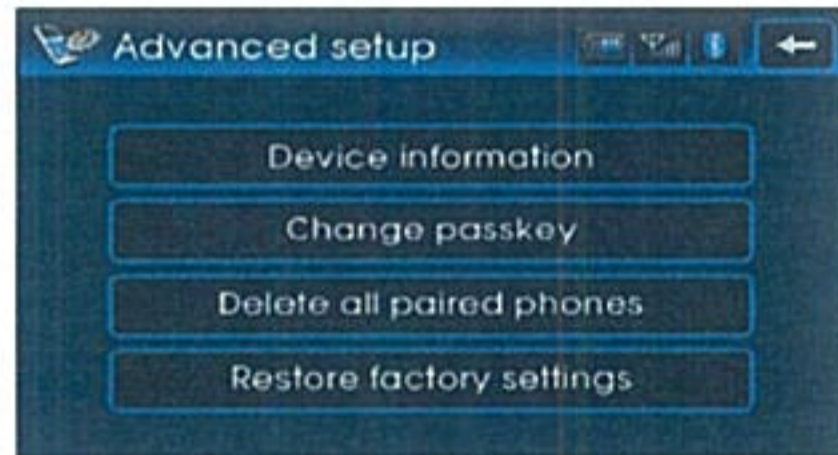 Advanced setup
Device information
Change passkey
Delete all paired phones
Restore factory settings